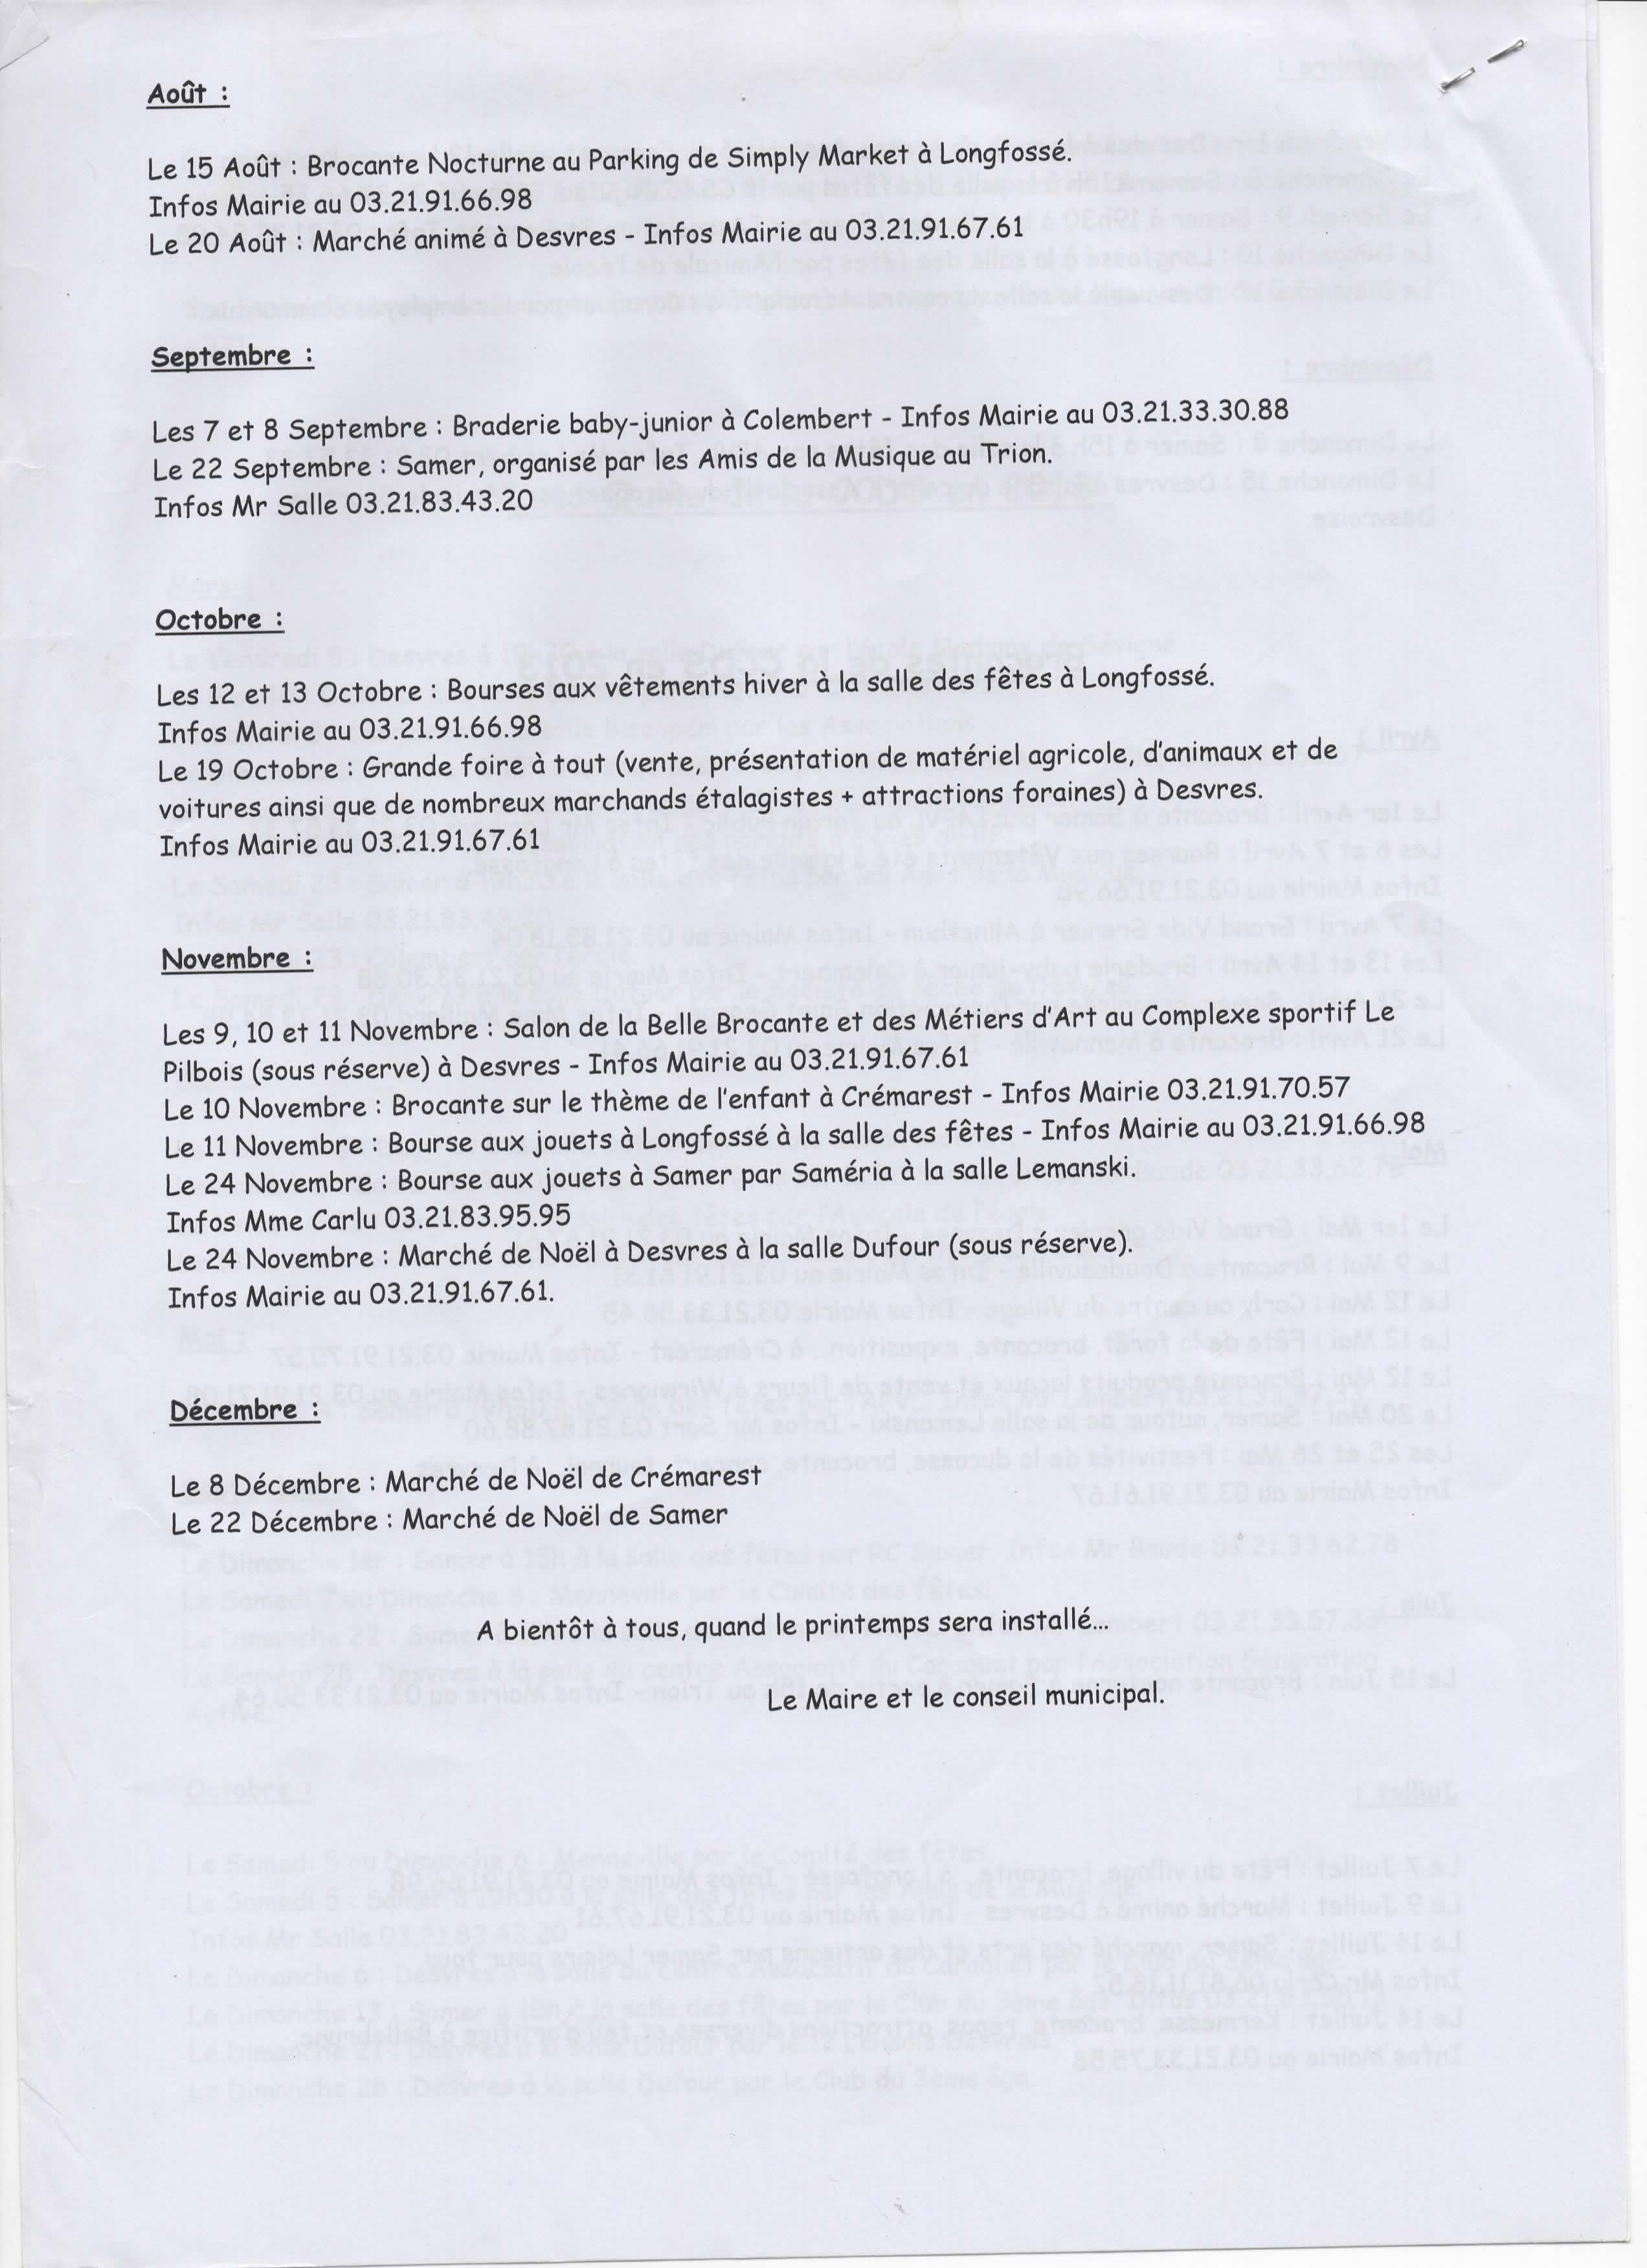 Août :
Le 15 Août : Brocante Nocturne au Parking de Simply Market à Longfossé.
Infos Mairie au 03.21.91.66.98
Le 20 Août : Marché animé à Desvres - Infos Mairie au 03.21.91.67.61
Septembre :
Les 7 et 8 Septembre : Braderie baby-junior à Colembert - Infos Mairie au 03.21.33.30.88
Le 22 Septembre : Samer, organisé par les Amis de la Musique au Trion.
Infos Mr Salle 03.21.83.43.20
Octobre :
Les 12 et 13 Octobre : Bourses aux vêtements hiver à la salle des fêtes à Longfossé.
Infos Mairie au 03.21.91.66.98
Le 19 Octobre : Grande foire à tout (vente, présentation de matériel agricole, d'animaux et de
voitures ainsi que de nombreux marchands étalagistes + attractions foraines) à Desvres.
Infos Mairie au 03.21.91.67.61
Novembre :
Les 9, 10 et 11 Novembre : Salon de la Belle Brocante et des Métiers d'Art au Complexe sportif Le
Pilbois (sous réserve) à Desvres - Infos Mairie au 03.21.91.67.61
Le 10 Novembre : Brocante sur le thème de l'enfant à Crémarest - Infos Mairie 03.21.91.70.57
Le 11 Novembre : Bourse aux jouets à Longfossé à la salle des fêtes - Infos Mairie au 03.21.91.66.98
Le 24 Novembre : Bourse aux jouets à Samer par Saméria à la salle Lemanski.
Infos Mme Carlu 03.21.83.95.95
Le 24 Novembre : Marché de Noël à Desvres à la salle Dufour (sous réserve).
Infos Mairie au 03.21.91.67.61.
Décembre :
Le 8 Décembre : Marché de Noël de Crémarest
Le 22 Décembre : Marché de Noël de Samer
A bientôt à tous, quand le printemps sera installé...
Le Maire et le conseil municipal.